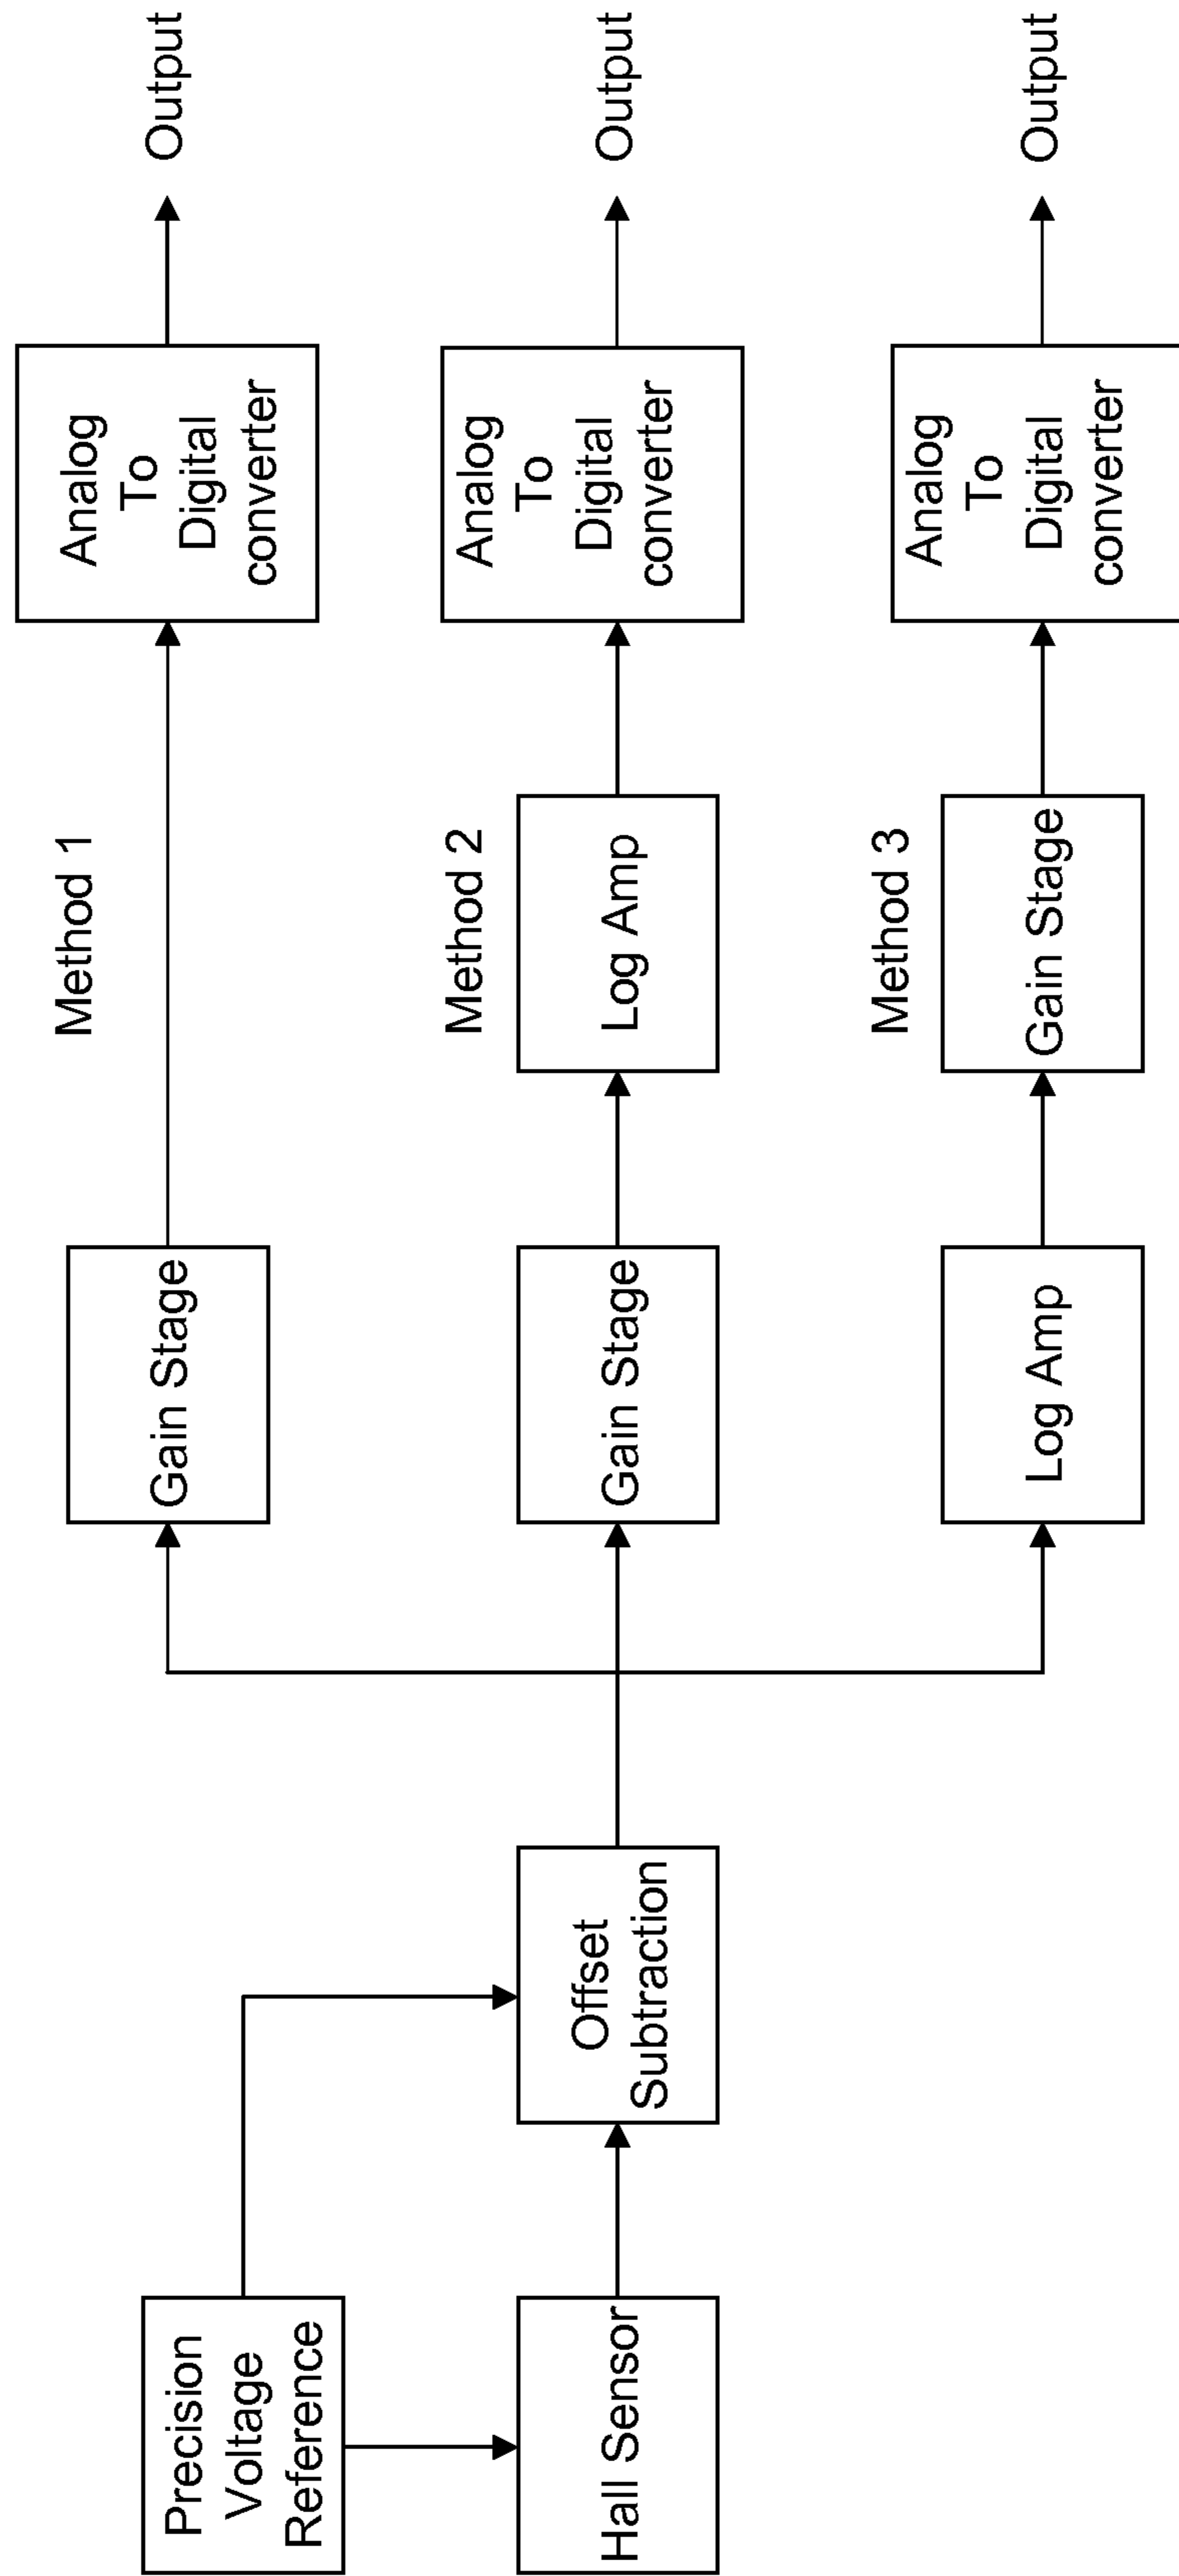 Precision
Voltage
Reference
Hall Sensor
Offset
Subtraction
Method 1
Gain Stage
Analog
To
Digital
converter
Output
Method 2
Gain Stage
Log Amp
Analog
To
Digital
converter
Output
Method 3
Log Amp
Gain Stage
Analog
To
Digital
converter
Output